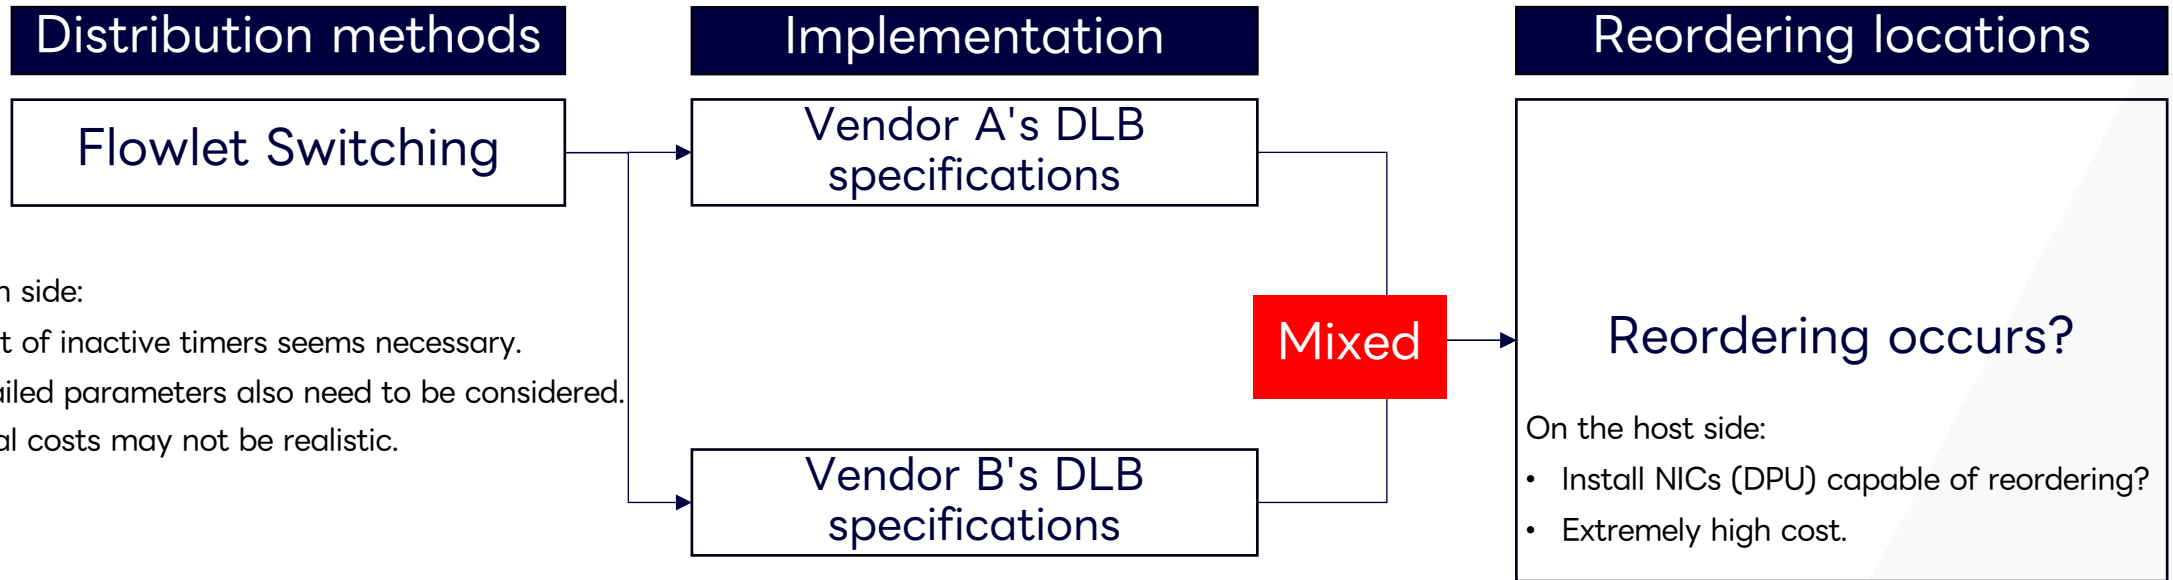 Distribution methods
Implementation
Reordering locations
Flowlet Switching
Vendor A's DLB
specifications
side:
of inactive timers seems necessary.
parameters also need to be considered.
costs may not be realistic.
Mixed
Vendor B's DLB
specifications
Reordering occurs?
On the host side:
• Install NICs (DPU) capable of reordering?
• Extremely high cost.